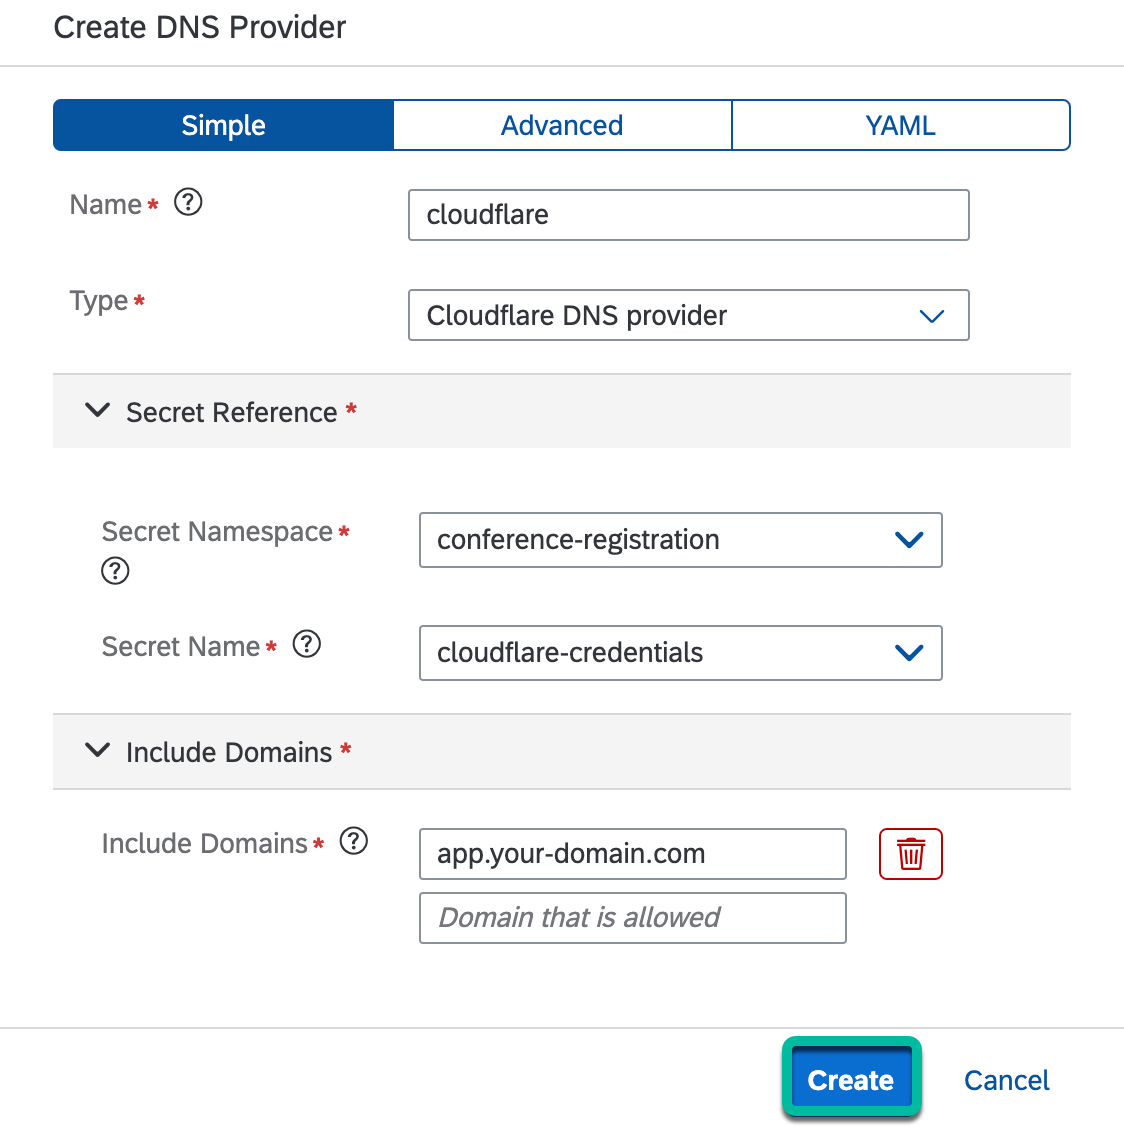 Create DNS Provider
Simple
Advanced
YAML
Name *
cloudflare
Type *
Cloudflare DNS provider
Secret Reference *
Secret Namespace *
conference-registration
Secret Name *
cloudflare-credentials
Include Domains *
Include Domains *
app.your-domain.com
Domain that is allowed
Create
Cancel